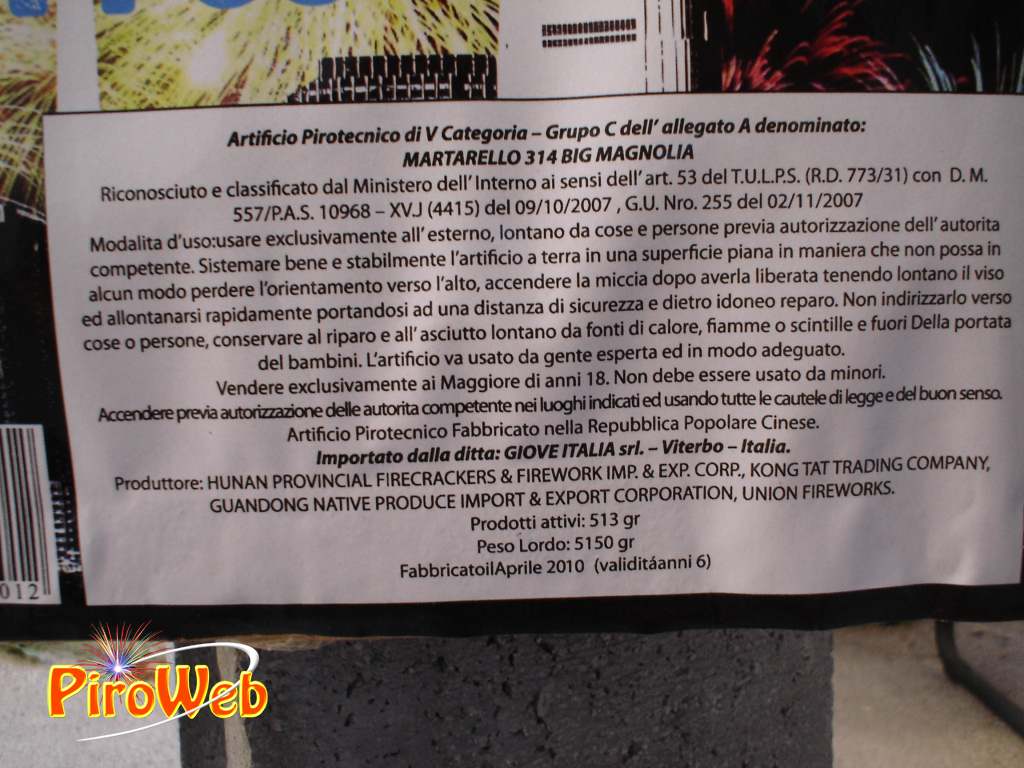 Artificio Pirotecnico di V Categoria – Grupo C dell' allegato A denominato:
MARTARELLO 314 BIG MAGNOLIA
Riconosciuto e classificato dal Ministero dell' Interno ai sensi dell' art. 53 del T.U.L.P.S. (R.D. 773/31) con D. M.
557/P.A.S. 10968 – XV.J (4415) del 09/10/2007 , G.U. Nro. 255 del 02/11/2007
Modalita d'uso:usare exclusivamente all' esterno, lontano da cose e persone previa autorizzazione dell' autorita
competente. Sistemare bene e stabilmente l'artificio a terra in una superficie piana in maniera che non possa in
alcun modo perdere l'orientamento verso l'alto, accendere la miccia dopo averla liberata tenendo lontano il viso
ed allontanarsi rapidamente portandosi ad una distanza di sicurezza e dietro idoneo reparo. Non indirizzarlo verso
cose o persone, conservare al riparo e all' asciutto lontano da fonti di calore, fiamme o scintille e fuori Della portata
del bambini. L'artificio va usato da gente esperta ed in modo adeguato.
Vendere exclusivamente ai Maggiore di anni 18. Non debe essere usato da minori.
Accendere previa autorizzazione delle autorita competente nei luoghi indicati ed usando tutte le cautele di legge e del buon senso.
Artificio Pirotecnico Fabbricato nella Repubblica Popolare Cinese.
Importato dalla ditta: GIOVE ITALIA srl. – Viterbo – Italia.
Produttore: HUNAN PROVINCIAL FIRECRACKERS & FIREWORK IMP. & EXP. CORP., KONG TAT TRADING COMPANY,
GUANDONG NATIVE PRODUCE IMPORT & EXPORT CORPORATION, UNION FIREWORKS.
Prodotti attivi: 513 gr
Peso Lordo: 5150 gr
FabbricatoilAprile 2010 (validitáanni 6)
012
PiroWeb